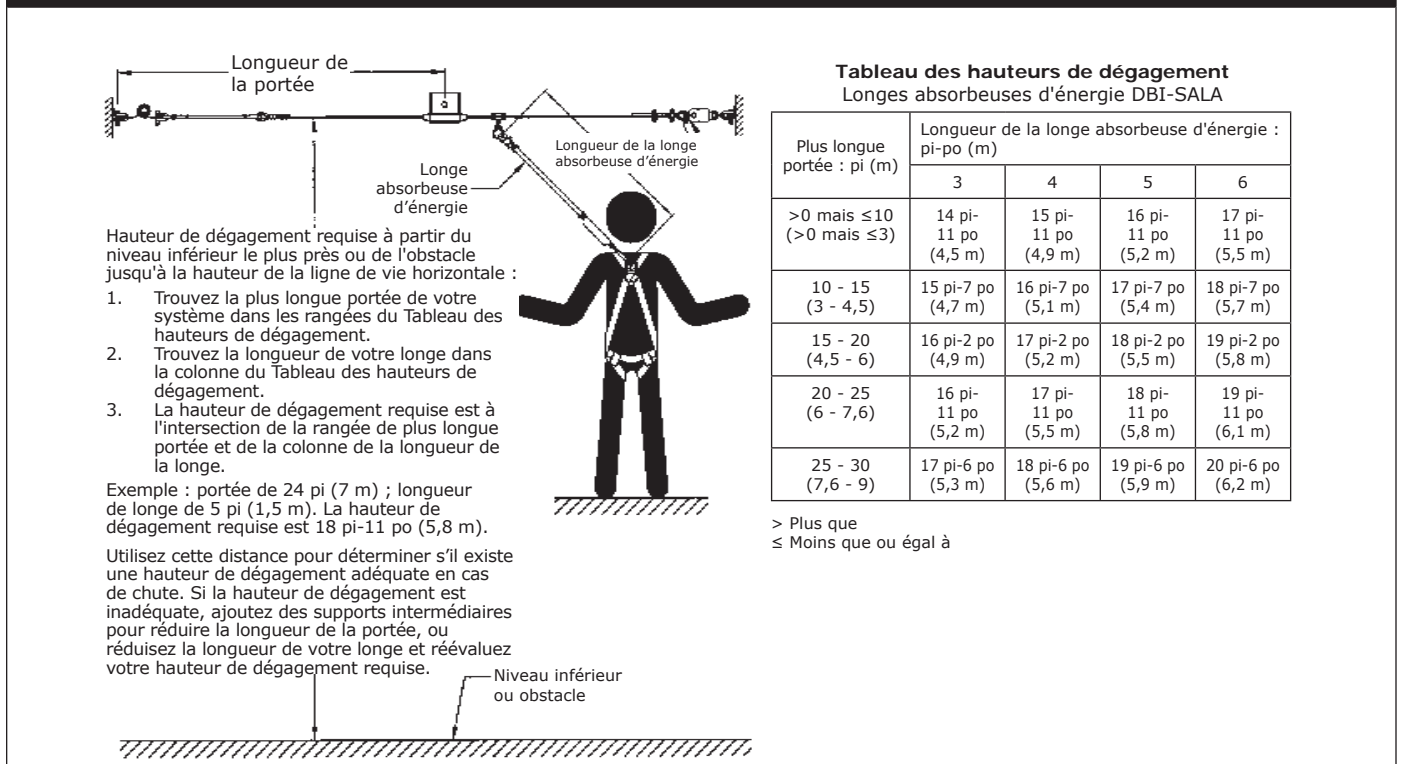 Longueur de
la portée
Longueur de la longe
absorbeuse d’énergie
Longe
absorbeuse
d’énergie
Hauteur de dégagement requise à partir du
niveau inférieur le plus près ou de l'obstacle
jusqu'à la hauteur de la ligne de vie horizontale :
1. Trouvez la plus longue portée de votre
système dans les rangées du Tableau des
hauteurs de dégagement.
2. Trouvez la longueur de votre longe dans
la colonne du Tableau des hauteurs de
dégagement.
3. La hauteur de dégagement requise est à
l'intersection de la rangée de plus longue
portée et de la colonne de la longueur de
la longe.
Exemple : portée de 24 pi (7 m) ; longueur
de longe de 5 pi (1,5 m). La hauteur de
dégagement requise est 18 pi-11 po (5,8 m).
Utilisez cette distance pour déterminer s’il existe
une hauteur de dégagement adéquate en cas
de chute. Si la hauteur de dégagement est
inadéquate, ajoutez des supports intermédiaires
pour réduire la longueur de la portée, ou
réduisez la longueur de votre longe et réévaluez
votre hauteur de dégagement requise.
Niveau inférieur
ou obstacle
Tableau des hauteurs de dégagement
Longes absorbeuses d'énergie DBI-SALA
Plus longue
portée : pi (m)
Longueur de la longe absorbeuse d'énergie :
pi-po (m)
3 4 5 6
>0 mais ≤10 14 pi- 15 pi- 16 pi- 17 pi-
(>0 mais ≤3) 11 po 11 po 11 po 11 po
(4,5 m) (4,9 m) (5,2 m) (5,5 m)
10 - 15 15 pi-7 po 16 pi-7 po 17 pi-7 po 18 pi-7 po
(3 - 4,5) (4,7 m) (5,1 m) (5,4 m) (5,7 m)
15 - 20 16 pi-2 po 17 pi-2 po 18 pi-2 po 19 pi-2 po
(4,5 - 6) (4,9 m) (5,2 m) (5,5 m) (5,8 m)
20 - 25 16 pi- 17 pi- 18 pi- 19 pi-
(6 - 7,6) 11 po 11 po 11 po 11 po
(5,2 m) (5,5 m) (5,8 m) (6,1 m)
25 - 30 17 pi-6 po 18 pi-6 po 19 pi-6 po 20 pi-6 po
(7,6 - 9) (5,3 m) (5,6 m) (5,9 m) (6,2 m)
> Plus que
≤ Moins que ou égal à